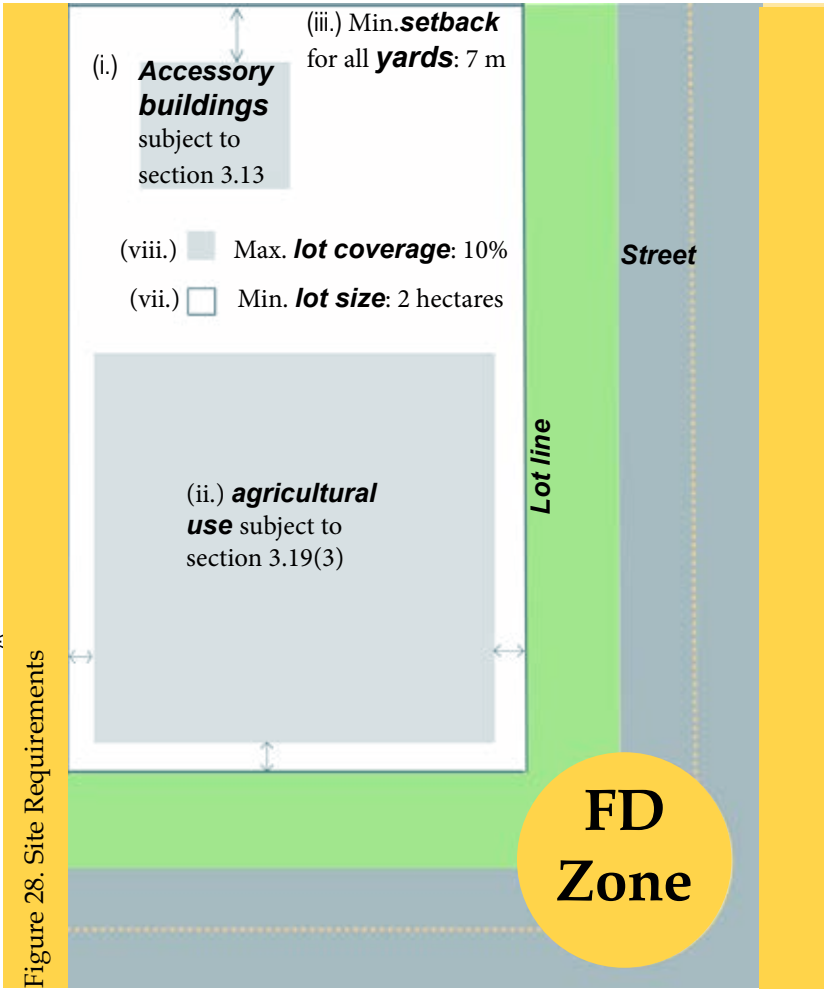 (iii.) Min.setback
for all yards: 7 m
(i.) Accessory
buildings
subject to
section 3.13
(viii.) Max. lot coverage: 10%
(vii.) Min. lot size: 2 hectares
Street
Lot line
(ii.) agricultural
use subject to
section 3.19(3)
FD
Zone
Figure 28. Site Requirements